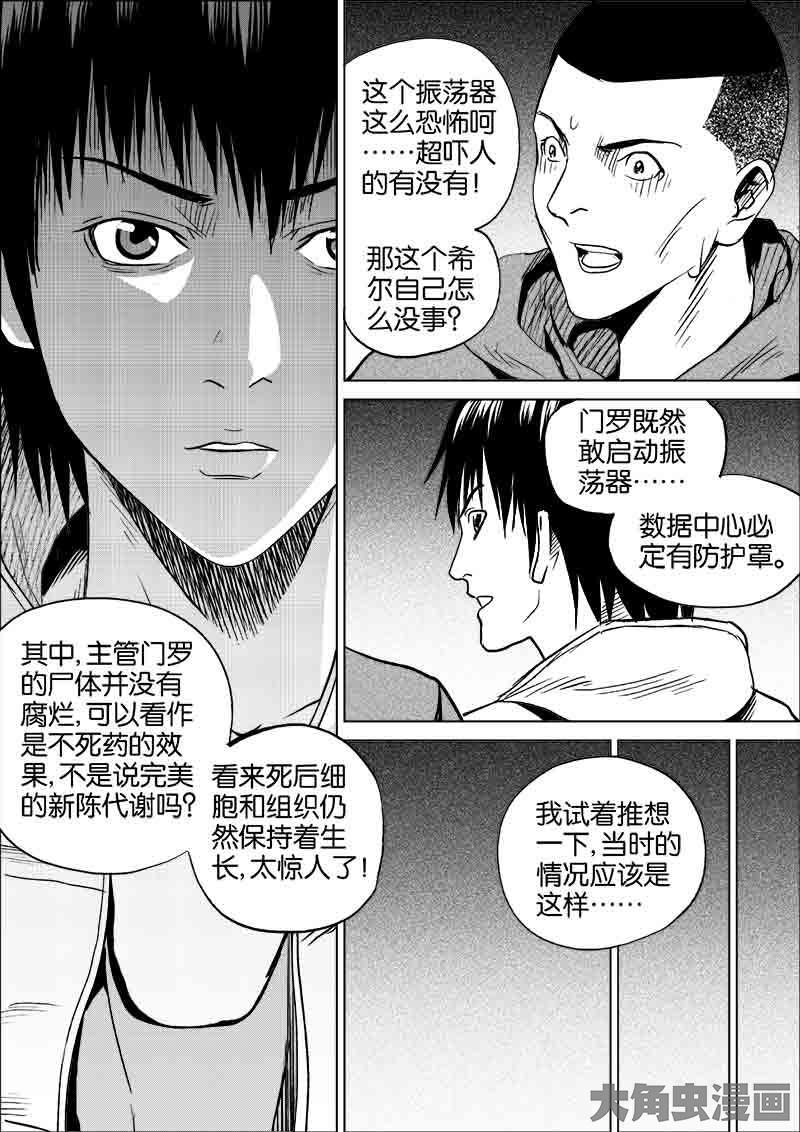 其中,主管门罗
的尸体并没有
腐烂,可以看作
是不死药的效
果,不是说完美
的新陈代谢吗?
看来死后细
胞和组织仍
然保持着生
长,太惊人了!
这个振荡器
这么恐怖呵
……超吓人
的有没有!
那这个希
尔自己怎
么没事?
门罗既然
敢启动振
荡器……
数据中心必
定有防护罩。
我试着推想
一下,当时的
情况应该是
这样……
大角虫漫画